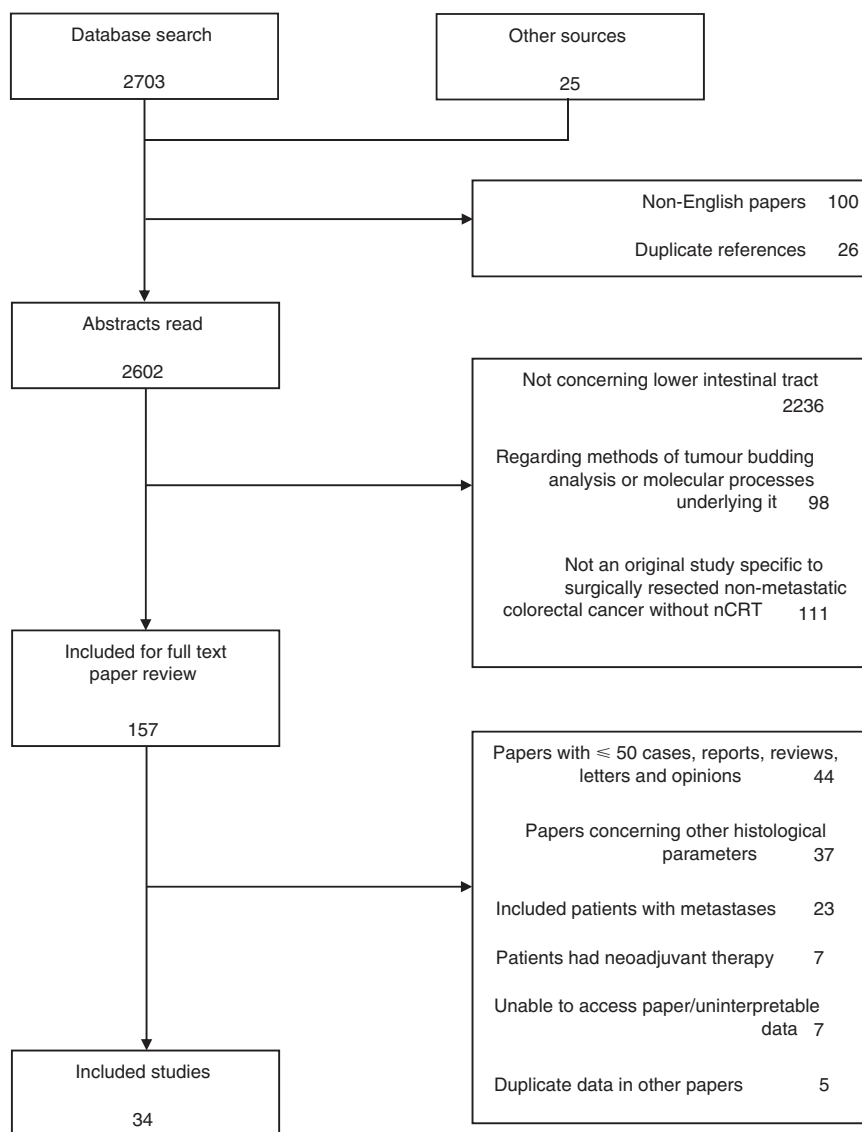 Database search
2703
Other sources
25
Non-English papers 100
Duplicate references 26
Abstracts read
2602
Not concerning lower intestinal tract
2236
Regarding methods of tumour budding
analysis or molecular processes
underlying it 98
Not an original study specific to
surgically resected non-metastatic
colorectal cancer without nCRT 111
Included for full text
paper review
157
Papers with ≤ 50 cases, reports, reviews,
letters and opinions 44
Papers concerning other histological
parameters 37
Included patients with metastases 23
Patients had neoadjuvant therapy 7
Unable to access paper/uninterpretable
data 7
Duplicate data in other papers 5
Included studies
34